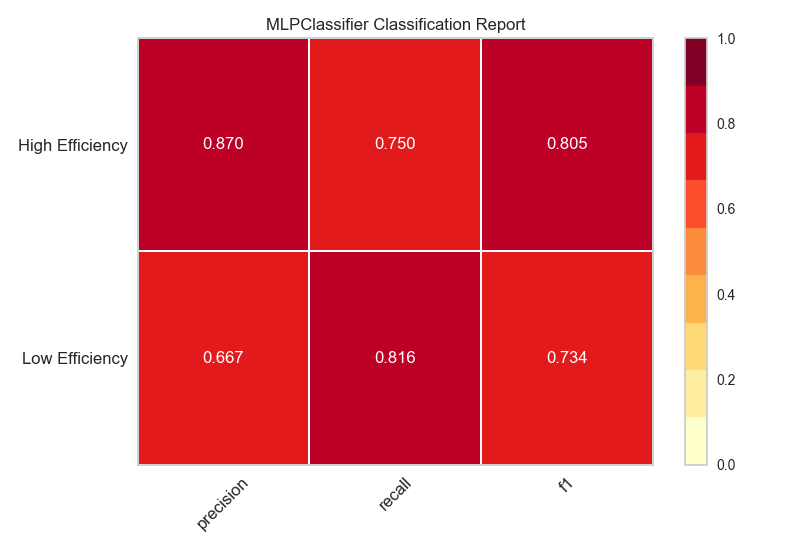 MLPClassifier Classification Report
High Efficiency
0.870
0.750
0.805
Low Efficiency
0.667
0.816
0.734
precision
recall
f1
1.0
0.8
0.6
0.4
0.2
0.0